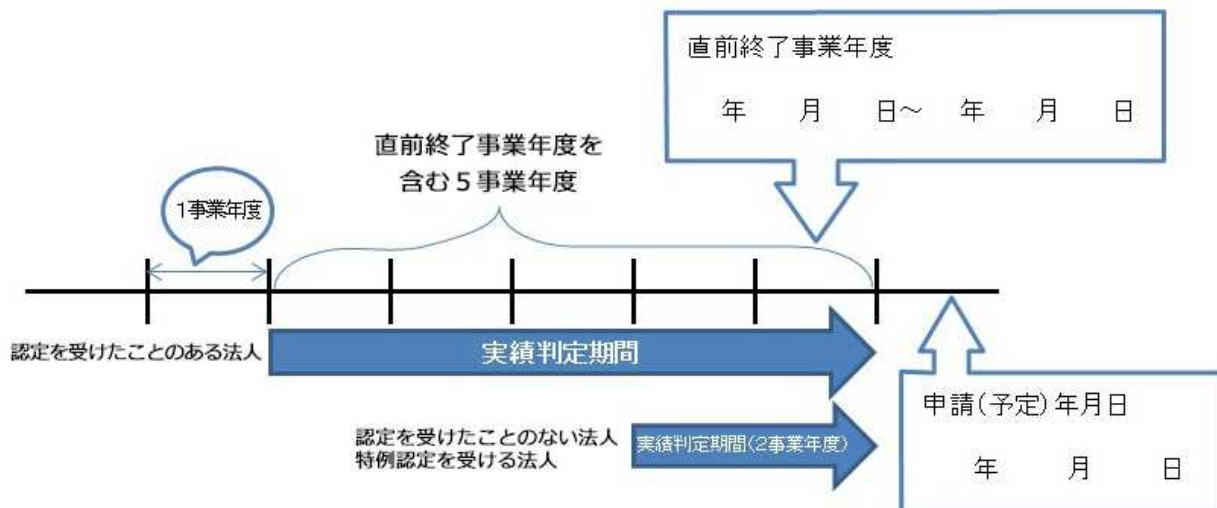 直前終了事業年度
年 月 日～ 年 月 日
直前終了事業年度を
含む５事業年度
1事業年度
認定を受けたことのある法人
実績判定期間
認定を受けたことのない法人
特例認定を受ける法人
実績判定期間(2事業年度)
申請(予定)年月日
年 月 日